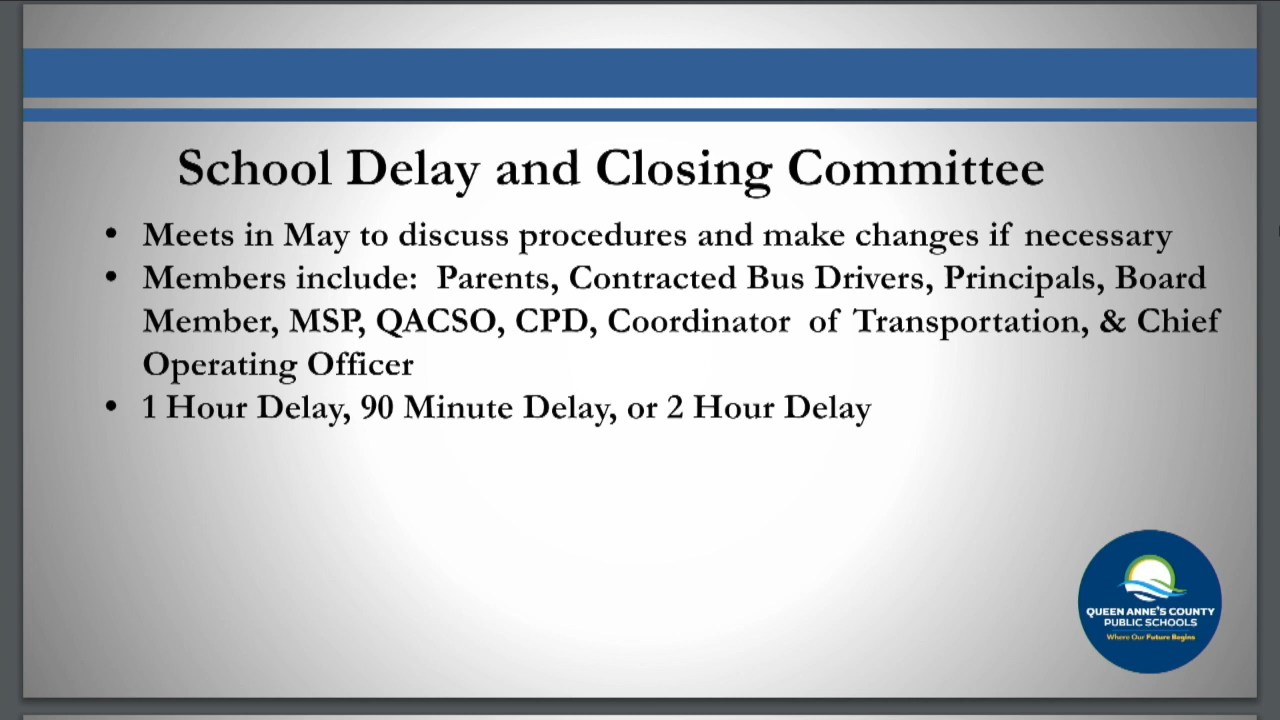 School Delay and Closing Committee
• Meets in May to discuss procedures and make changes if necessary
• Members include: Parents, Contracted Bus Drivers, Principals, Board
Member, MSP, QACSO, CPD, Coordinator of Transportation, & Chief
Operating Officer
• 1 Hour Delay, 90 Minute Delay, or 2 Hour Delay
QUEEN ANNE'S COUNTY
PUBLIC SCHOOLS
Where Our Future Begins